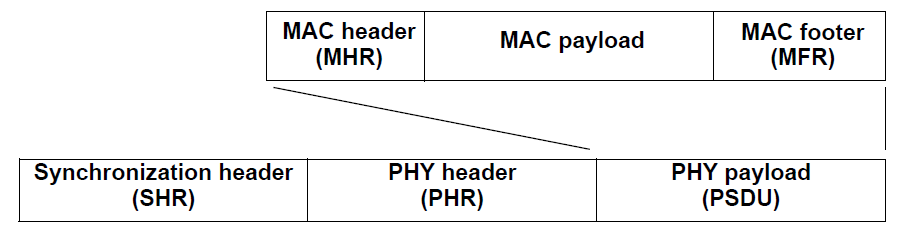 MAC header
(MHR)
MAC payload
MAC footer
(MFR)
Synchronization header
(SHR)
PHY header
(PHR)
PHY payload
(PSDU)